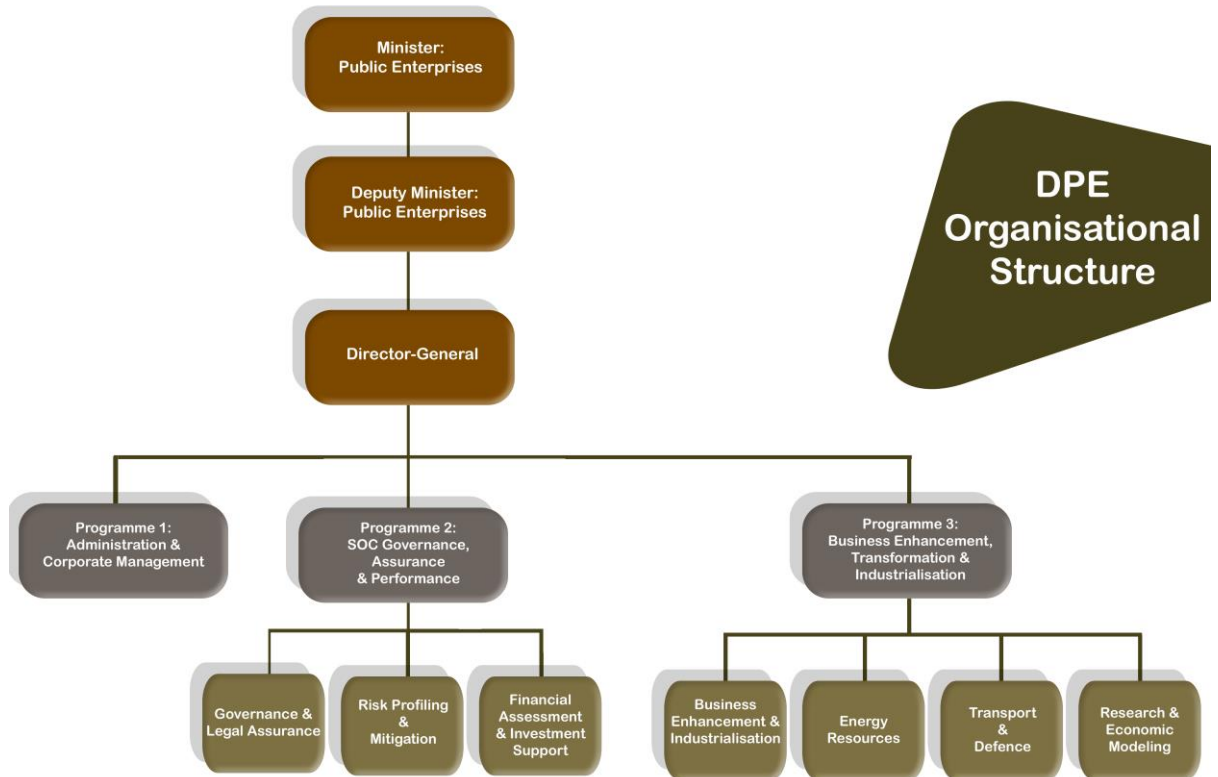 Minister:
Public Enterprises
DPE
Organisational
Structure
Deputy Minister:
Public Enterprises
Director-General
Programme 1:
Administration &
Corporate Management
Programme 2:
SOC Governance,
Assurance
& Performance
Programme 3:
Business Enhancement,
Transformation &
Industrialisation
Governance &
Legal Assurance
Risk Profiling
&
Mitigation
Financial
Assessment
& Investment
Support
Business
Enhancement &
Industrialisation
Energy
Resources
Transport
&
Defence
Research &
Economic
Modeling